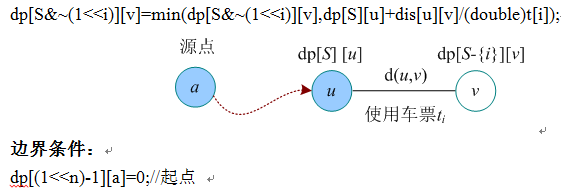 dp[S&~(1<<i)][v]=min(dp[S&~(1<<i)][v],dp[S][u]+dis[u][v]/(double)t[i]);
源点
dp[S] [u]
dp[S-{i}][v]
a
u
d(u,v)
v
使用车票ti
边界条件：
dp[(1<<n)-1][a]=0;//起点